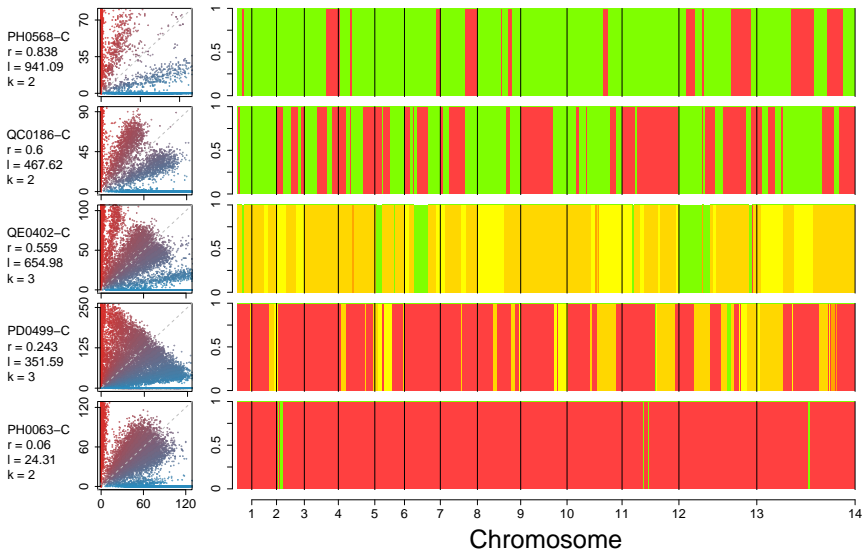 PH0568−C
r = 0.838
l = 941.09
k = 2
0 35 70
0 0.5 1
QC0186−C
r = 0.6
l = 467.62
k = 2
0 45 90
0 0.5 1
QE0402−C
r = 0.559
l = 654.98
k = 3
0 50 100
0 0.5 1
PD0499−C
r = 0.243
l = 351.59
k = 3
0 125 250
0 0.5 1
PH0063−C
r = 0.06
l = 24.31
k = 2
0 60 120
0 0.5 1
0 60 120
1 2 3 4 5 6 7 8 9 10 11 12 13 14
Chromosome